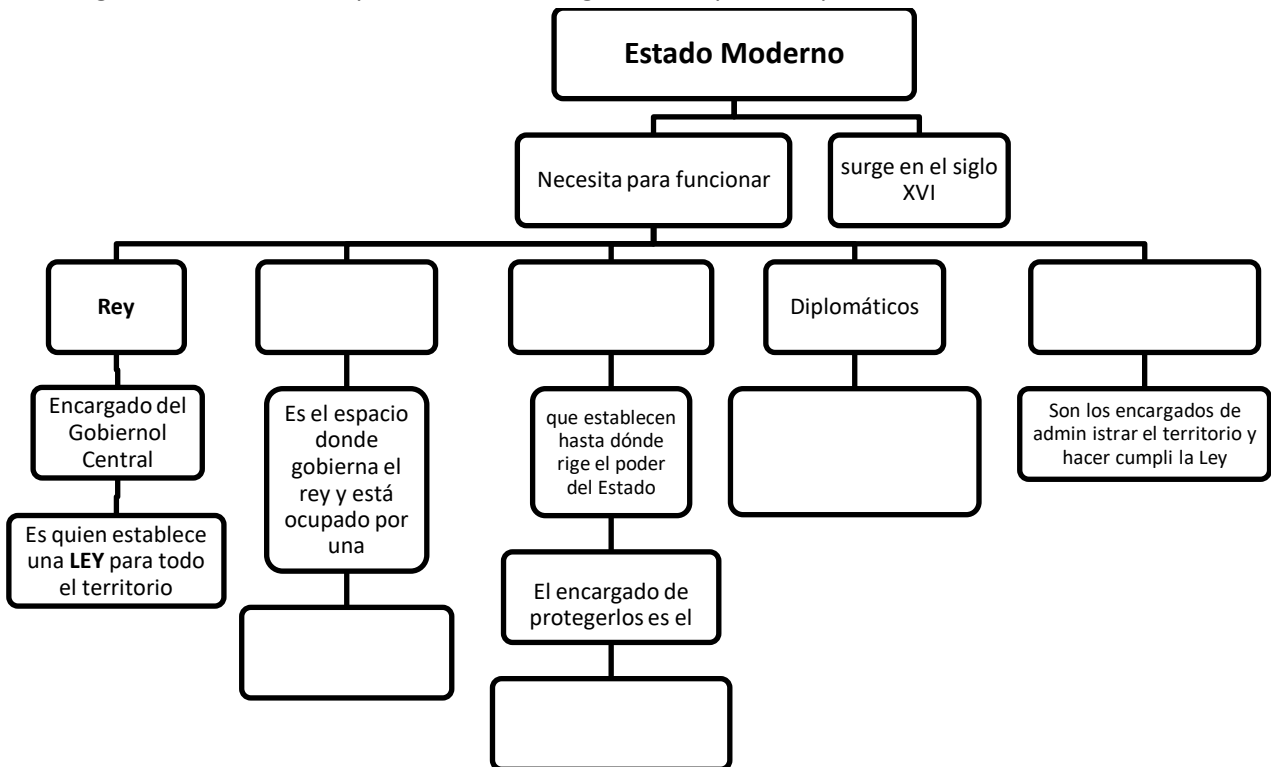 Estado Moderno
Necesita para funcionar
surge en el siglo
XVI
Rey
Diplomáticos
Encargado del
Gobiernol
Central
Es el espacio
donde
gobierna el
rey y está
ocupado por
una
que establecen
hasta dónde
rige el poder
del Estado
Son los encargados de
admin istrar el territorio y
hacer cumpli la Ley
Es quien establece
una LEY para todo
el territorio
El encargado de
protegerlos es el